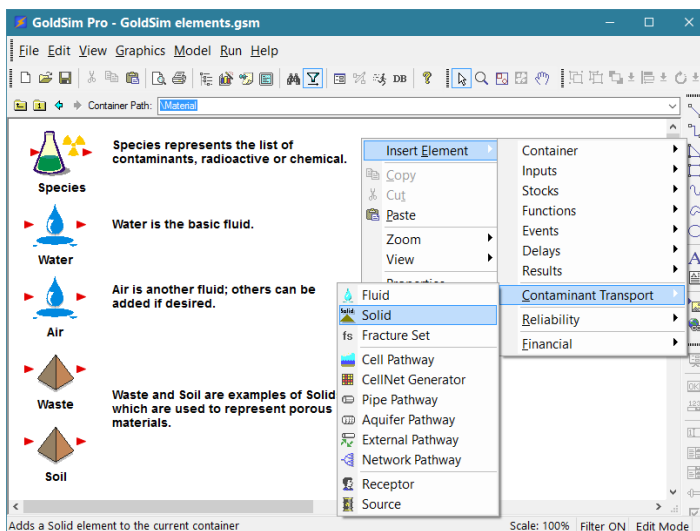 GoldSim Pro - GoldSim elements.gsm
File Edit View Graphics Model Run Help
DB
Container Path: \Material
Species represents the list of
contaminants, radioactive or chemical.
Species
Water is the basic fluid.
Water
Air is another fluid; others can be
added if desired.
Air
Waste and Soil are examples of Solid
which are used to represent porous
materials.
Waste
Soil
Insert Element
Copy
Cut
Paste
Zoom
View
Container
Inputs
Stocks
Functions
Events
Delays
Results
Contaminant Transport
Reliability
Financial
Fluid
Solid
fs Fracture Set
Cell Pathway
CellNet Generator
Pipe Pathway
Aquifer Pathway
External Pathway
Network Pathway
Receptor
Source
A
Adds a Solid element to the current container
Scale: 100% Filter ON Edit Mode